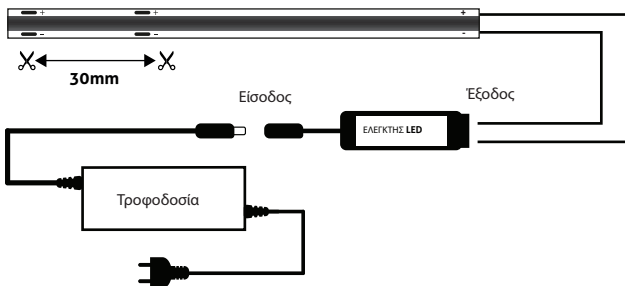 + + +
- - -
30mm
Είσοδος
Έξοδος
ΕΛΕΓΚΤΗΣ LED
Τροφοδοσία